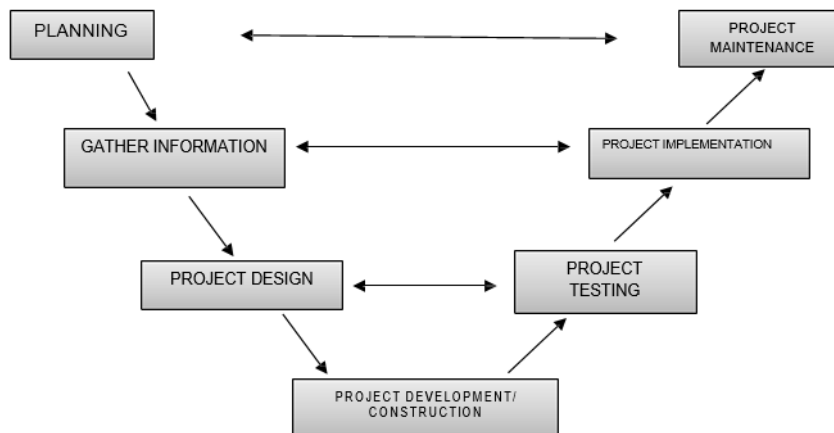 PLANNING
PROJECT
MAINTENANCE
GATHER INFORMATION
PROJECT IMPLEMENTATION
PROJECT DESIGN
PROJECT
TESTING
PROJECT DEVELOPMENT/
CONSTRUCTION